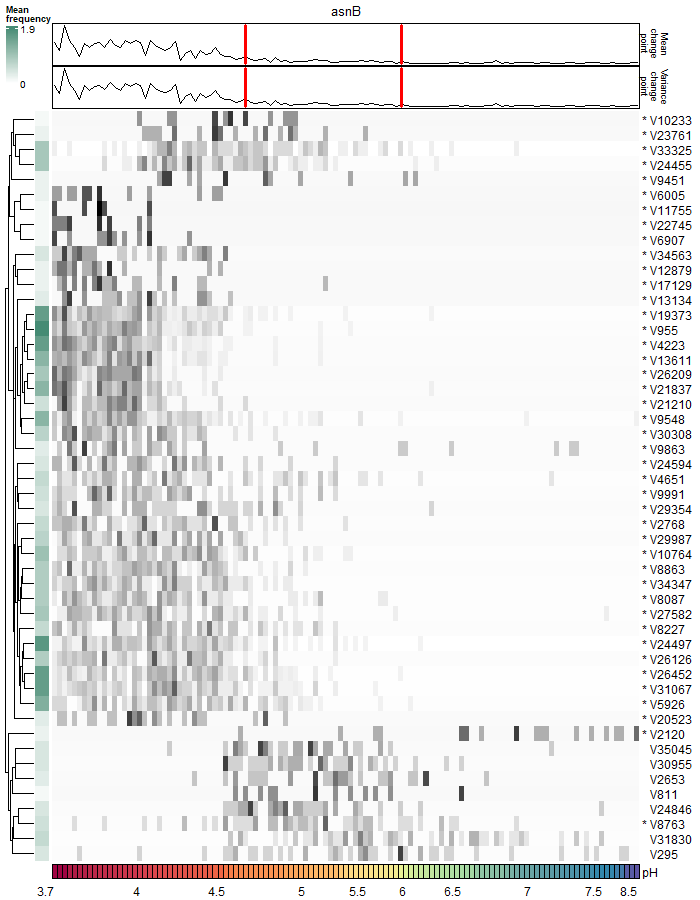 asnB
Mean
frequency
1.9
0
Mean
change
point
Variance
change
point
* V10233
* V23761
* V33325
* V24455
* V9451
* V6005
* V11755
* V22745
* V6907
* V34563
* V12879
* V17129
* V13134
* V19373
* V955
* V4223
* V13611
* V26209
* V21837
* V21210
* V9548
* V30308
* V9863
* V24594
* V4651
* V9991
* V29354
* V2768
* V29987
* V10764
* V8863
* V34347
* V8087
* V27582
* V8227
* V24497
* V26126
* V26452
* V31067
* V5926
* V20523
* V2120
V35045
V30955
V2653
V811
V24846
* V8763
V31830
V295
pH
3.7 4 4.5 5 5.5 6 6.5 7 7.5 8.5